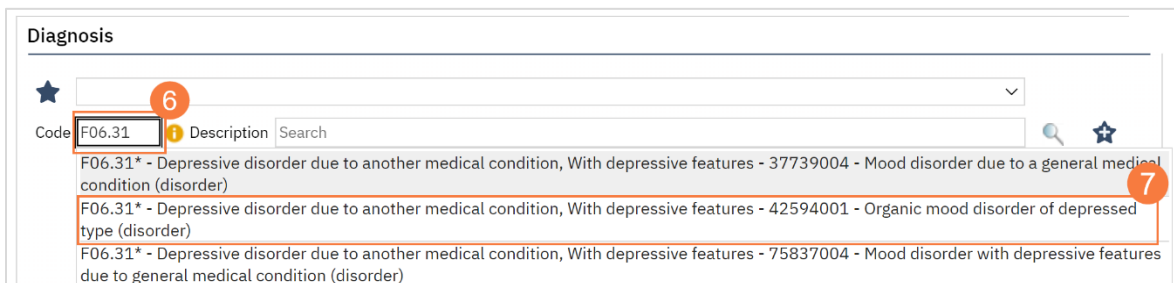 Diagnosis
6
Code F06.31 Description Search
F06.31* - Depressive disorder due to another medical condition, With depressive features - 37739004 - Mood disorder due to a general medical
condition (disorder)
7
F06.31* - Depressive disorder due to another medical condition, With depressive features - 42594001 - Organic mood disorder of depressed
type (disorder)
F06.31* - Depressive disorder due to another medical condition, With depressive features - 75837004 - Mood disorder with depressive features
due to general medical condition (disorder)